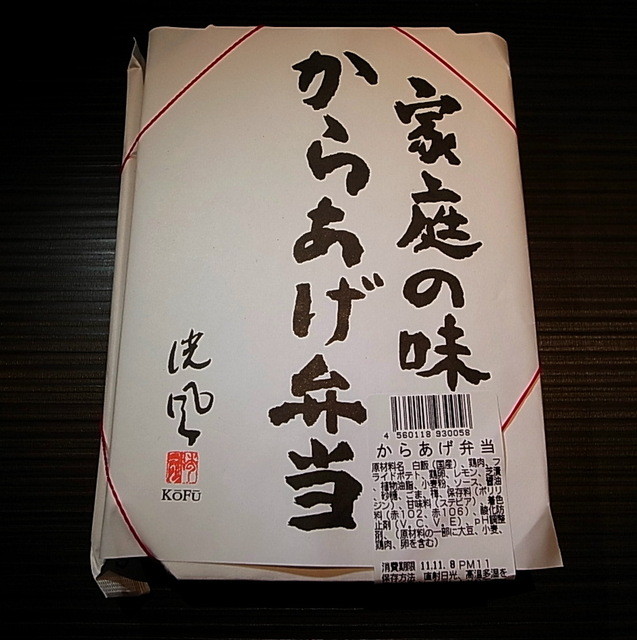 家庭の味
からあげ弁当
洸風
KŌFŪ
4 560118 930058
からあげ弁当
原材料名 白飯(国産)、鶏肉、フ
ライドポテト、鶏卵、レモン、芝漬
、植物油脂、小麦粉、ソース、醤油
、砂糖、ごま、梅、保存料(ポリリ
ジン)、甘味料(ステビア)、着色
料(赤102、赤106)、酸化防
止剤(V.C、V.E)、pH調整
剤、(原材料の一部に大豆、小麦、
鶏肉、卵を含む)
消費期限 11.11. 8 PM11
保存方法 直射日光、高温多湿を